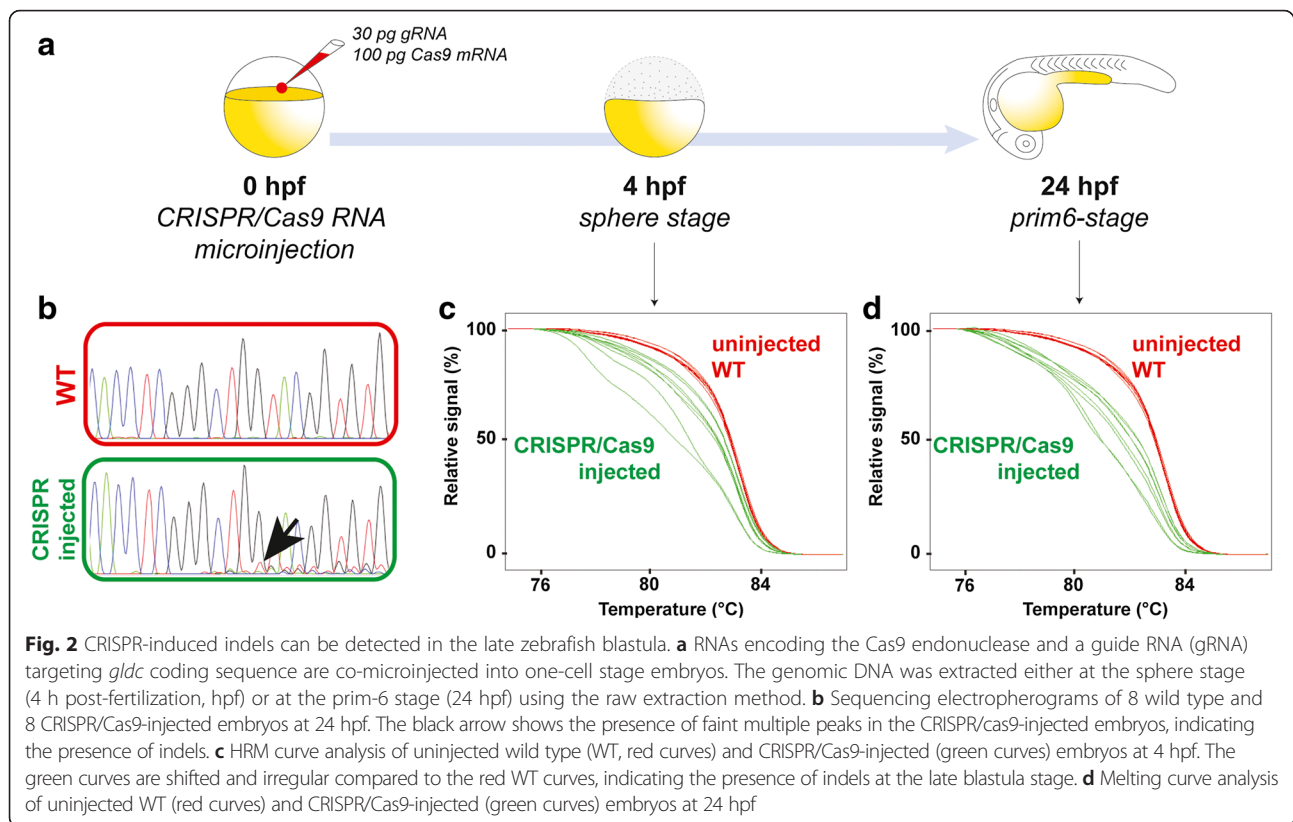 a
30 pg gRNA
100 pg Cas9 mRNA
0 hpf
CRISPR/Cas9 RNA
microinjection
4 hpf
sphere stage
24 hpf
prim6-stage
b
WT
CRISPR
injected
c
Relative signal (%)
100
50
0
uninjected
WT
CRISPR/Cas9
injected
76
80
84
Temperature (°C)
d
Relative signal (%)
100
50
0
uninjected
WT
CRISPR/Cas9
injected
76
80
84
Temperature (°C)
Fig. 2 CRISPR-induced indels can be detected in the late zebrafish blastula. a RNAs encoding the Cas9 endonuclease and a guide RNA (gRNA)
targeting gldc coding sequence are co-microinjected into one-cell stage embryos. The genomic DNA was extracted either at the sphere stage
(4 h post-fertilization, hpf) or at the prim-6 stage (24 hpf) using the raw extraction method. b Sequencing electropherograms of 8 wild type and
8 CRISPR/Cas9-injected embryos at 24 hpf. The black arrow shows the presence of faint multiple peaks in the CRISPR/cas9-injected embryos, indicating
the presence of indels. c HRM curve analysis of uninjected wild type (WT, red curves) and CRISPR/Cas9-injected (green curves) embryos at 4 hpf. The
green curves are shifted and irregular compared to the red WT curves, indicating the presence of indels at the late blastula stage. d Melting curve analysis
of uninjected WT (red curves) and CRISPR/Cas9-injected (green curves) embryos at 24 hpf